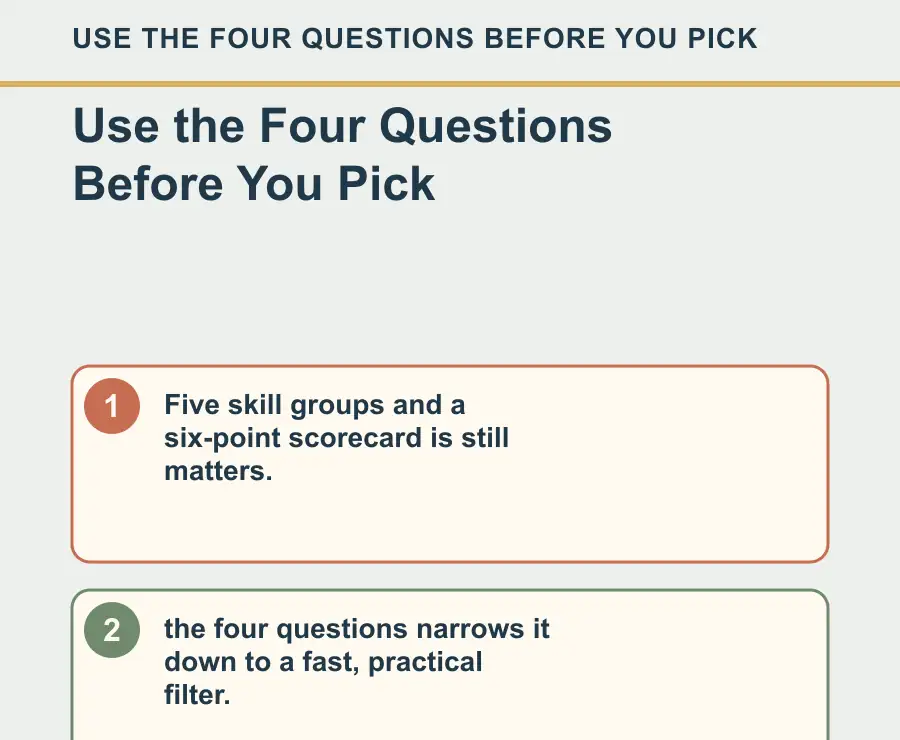 USE THE FOUR QUESTIONS BEFORE YOU PICK
Use the Four Questions
Before You Pick
1
Five skill groups and a
six-point scorecard is still
matters.
2
the four questions narrows it
down to a fast, practical
filter.